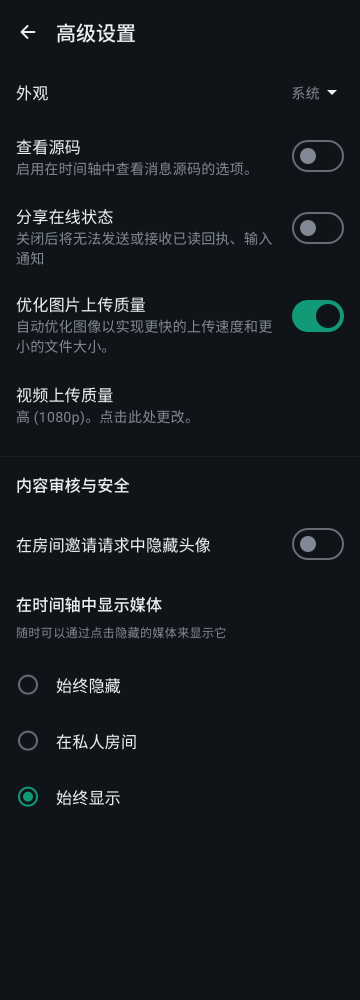 高级设置
外观
系统
查看源码
启用在时间轴中查看消息源码的选项。
分享在线状态
关闭后将无法发送或接收已读回执、输入
通知
优化图片上传质量
自动优化图像以实现更快的上传速度和更
小的文件大小。
视频上传质量
高 (1080p)。点击此处更改。
内容审核与安全
在房间邀请请求中隐藏头像
在时间轴中显示媒体
随时可以通过点击隐藏的媒体来显示它
始终隐藏
在私人房间
始终显示